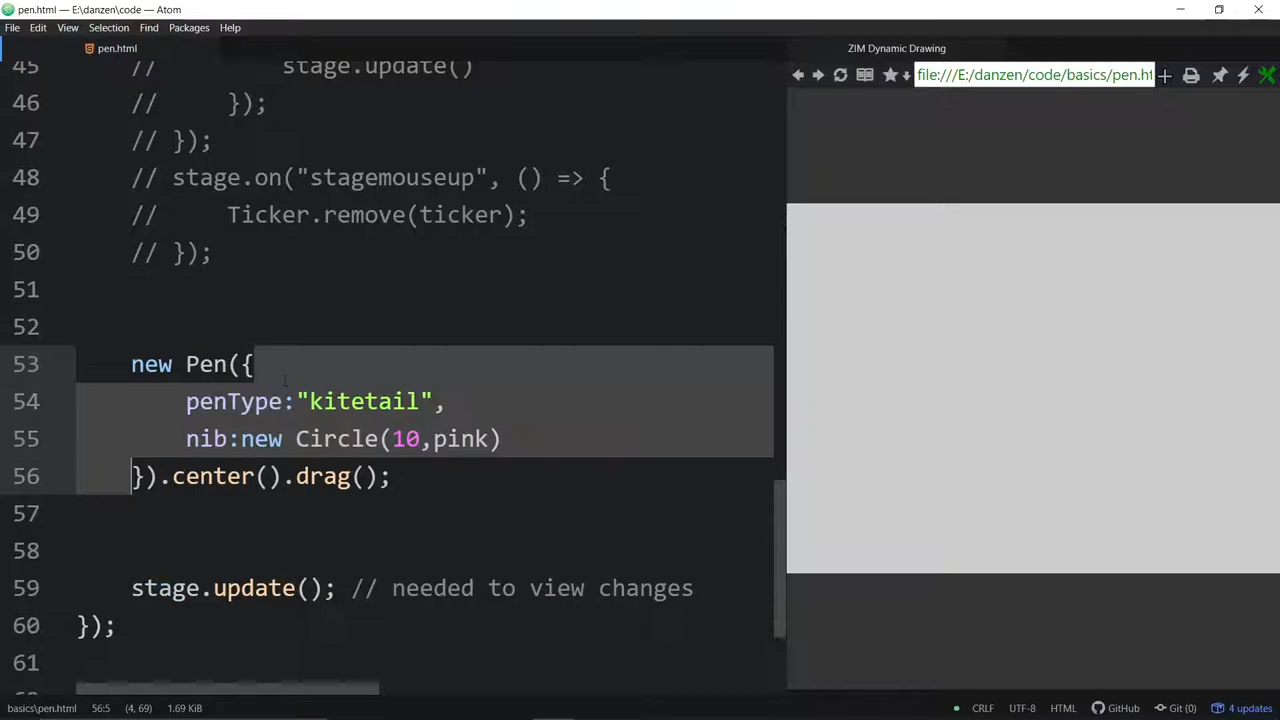 pen.html — E:\danzen\code — Atom
File Edit View Selection Find Packages Help
pen.html
ZIM Dynamic Drawing
file:///E:/danzen/code/basics/pen.ht
45 // stage.update()
46 // });
47 // });
48 // stage.on("stagemouseup", () => {
49 // Ticker.remove(ticker);
50 // });
51
52
53 new Pen({
54 penType:"kitetail",
55 nib:new Circle(10,pink)
56 }).center().drag();
57
58
59 stage.update(); // needed to view changes
60 });
61
basics\pen.html 56:5 (4, 69) 1.69 KiB CRLF UTF-8 HTML GitHub Git (0) 4 updates